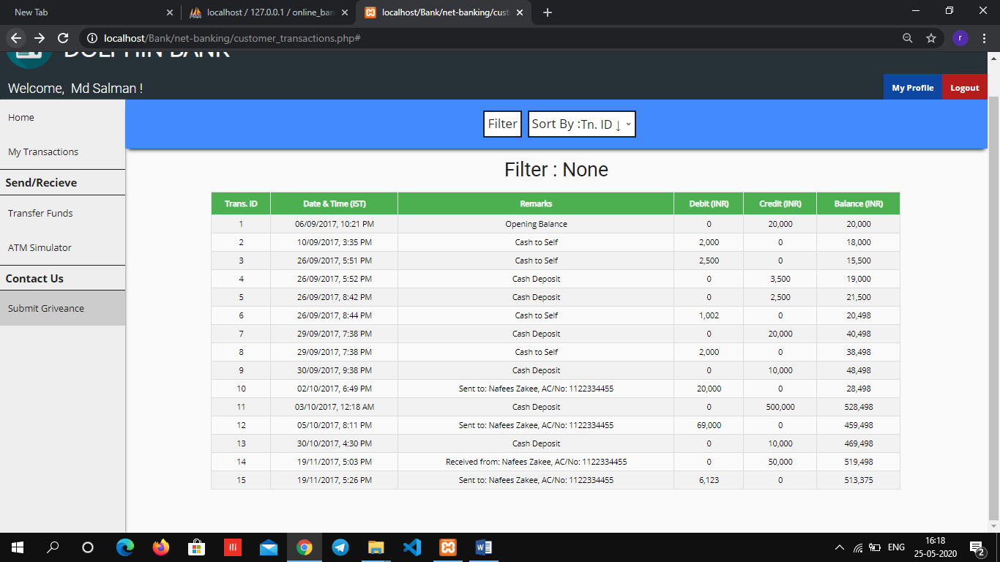 New Tab
localhost / 127.0.0.1 / online_ban
localhost/Bank/net-banking/cust
localhost/Bank/net-banking/customer_transactions.php#
r
DOLPHIN BANK
Welcome, Md Salman !
My Profile
Logout
Home
My Transactions
Send/Recieve
Transfer Funds
ATM Simulator
Contact Us
Submit Griveance
Filter
Sort By :Tn. ID ↓
Filter : None
Trans. ID Date & Time (IST) Remarks Debit (INR) Credit (INR) Balance (INR)
1 06/09/2017, 10:21 PM Opening Balance 0 20,000 20,000
2 10/09/2017, 3:35 PM Cash to Self 2,000 0 18,000
3 26/09/2017, 5:51 PM Cash to Self 2,500 0 15,500
4 26/09/2017, 5:52 PM Cash Deposit 0 3,500 19,000
5 26/09/2017, 8:42 PM Cash Deposit 0 2,500 21,500
6 26/09/2017, 8:44 PM Cash to Self 1,002 0 20,498
7 29/09/2017, 7:38 PM Cash Deposit 0 20,000 40,498
8 29/09/2017, 7:38 PM Cash to Self 2,000 0 38,498
9 30/09/2017, 9:38 PM Cash Deposit 0 10,000 48,498
10 02/10/2017, 6:49 PM Sent to: Nafees Zakee, AC/No: 1122334455 20,000 0 28,498
11 03/10/2017, 12:18 AM Cash Deposit 0 500,000 528,498
12 05/10/2017, 8:11 PM Sent to: Nafees Zakee, AC/No: 1122334455 69,000 0 459,498
13 30/10/2017, 4:30 PM Cash Deposit 0 10,000 469,498
14 19/11/2017, 5:03 PM Received from: Nafees Zakee, AC/No: 1122334455 0 50,000 519,498
15 19/11/2017, 5:26 PM Sent to: Nafees Zakee, AC/No: 1122334455 6,123 0 513,375
ENG
16:18
25-05-2020
2